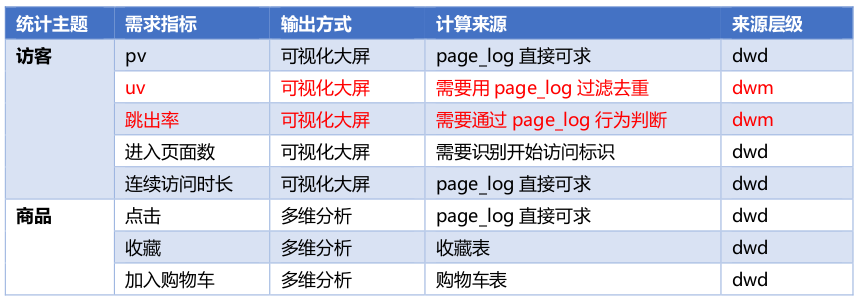 统计主题 需求指标 输出方式 计算来源 来源层级
访客 pv 可视化大屏 page_log 直接可求 dwd
uv 可视化大屏 需要用 page_log 过滤去重 dwm
跳出率 可视化大屏 需要通过 page_log 行为判断 dwm
进入页面数 可视化大屏 需要识别开始访问标识 dwd
连续访问时长 可视化大屏 page_log 直接可求 dwd
商品 点击 多维分析 page_log 直接可求 dwd
收藏 多维分析 收藏表 dwd
加入购物车 多维分析 购物车表 dwd